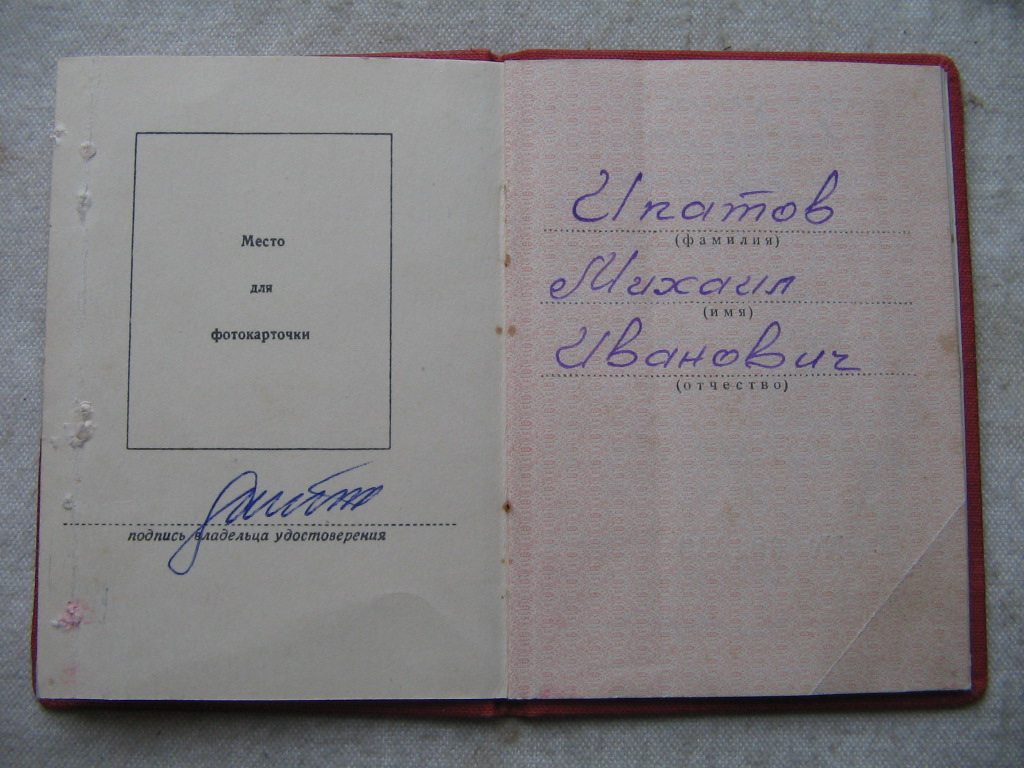 Место
для
фотокарточки
подпись владельца удостоверения
Ипатов
(фамилия)
Михаил
(имя)
Иванович
(отчество)